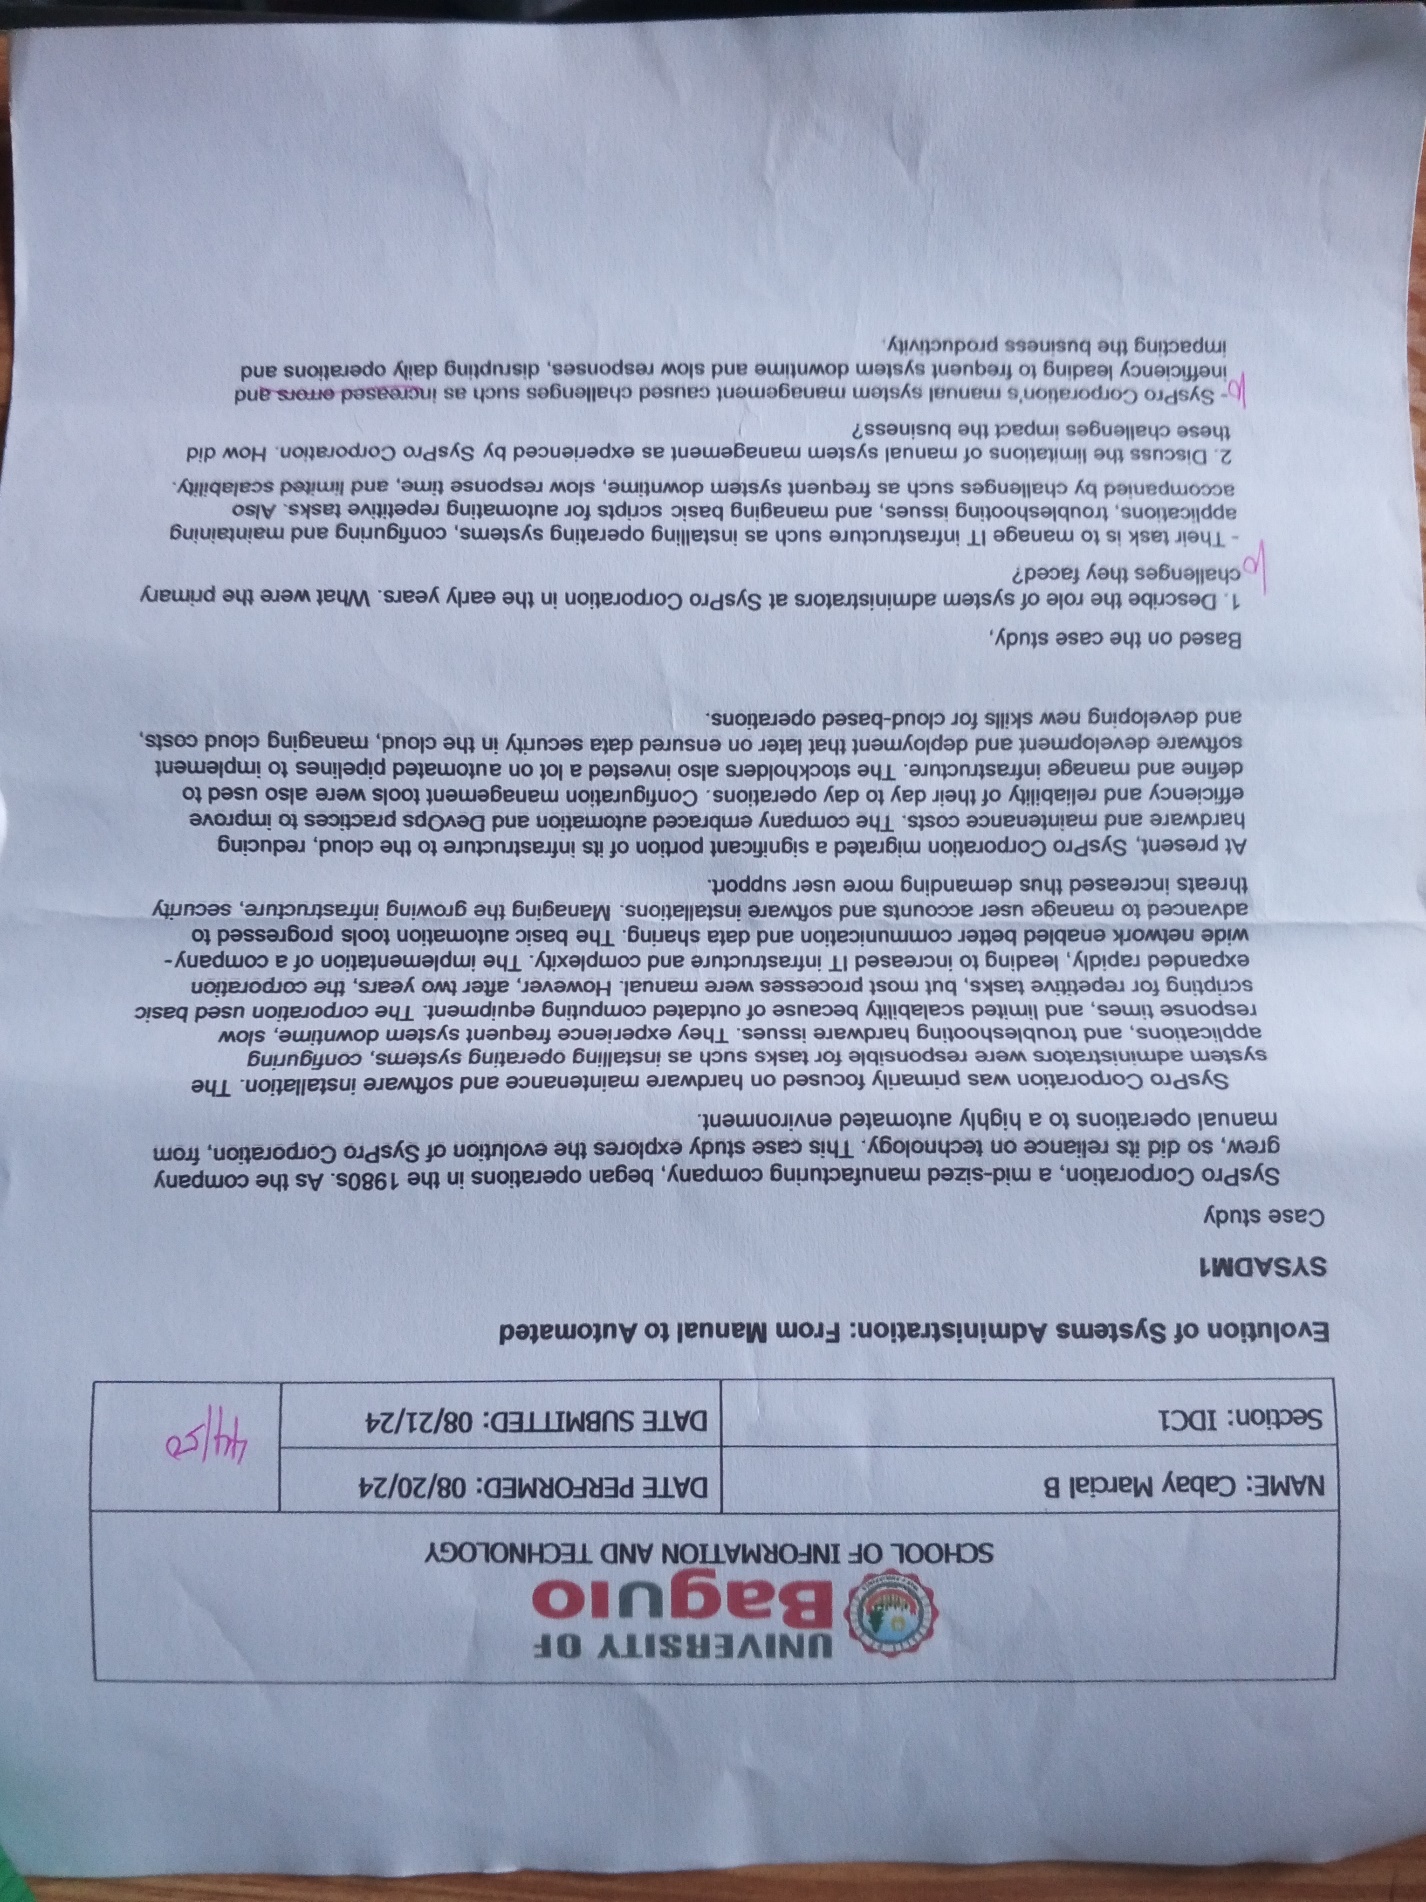 UNIVERSITY OF
BaguIo
SCHOOL OF INFORMATION AND TECHNOLOGY
NAME: Cabay Marcial B
DATE PERFORMED: 08/20/24
44/50
Section: IDC1
DATE SUBMITTED: 08/21/24
Evolution of Systems Administration: From Manual to Automated
SYSADM1
Case study
SysPro Corporation, a mid-sized manufacturing company, began operations in the 1980s. As the company
grew, so did its reliance on technology. This case study explores the evolution of SysPro Corporation, from
manual operations to a highly automated environment.
SysPro Corporation was primarily focused on hardware maintenance and software installation. The
system administrators were responsible for tasks such as installing operating systems, configuring
applications, and troubleshooting hardware issues. They experience frequent system downtime, slow
response times, and limited scalability because of outdated computing equipment. The corporation used basic
scripting for repetitive tasks, but most processes were manual. However, after two years, the corporation
expanded rapidly, leading to increased IT infrastructure and complexity. The implementation of a company-
wide network enabled better communication and data sharing. The basic automation tools progressed to
advanced to manage user accounts and software installations. Managing the growing infrastructure, security
threats increased thus demanding more user support.
At present, SysPro Corporation migrated a significant portion of its infrastructure to the cloud, reducing
hardware and maintenance costs. The company embraced automation and DevOps practices to improve
efficiency and reliability of their day to day operations. Configuration management tools were also used to
define and manage infrastructure. The stockholders also invested a lot on automated pipelines to implement
software development and deployment that later on ensured data security in the cloud, managing cloud costs,
and developing new skills for cloud-based operations.
Based on the case study,
1. Describe the role of system administrators at SysPro Corporation in the early years. What were the primary
10 challenges they faced?
- Their task is to manage IT infrastructure such as installing operating systems, configuring and maintaining
applications, troubleshooting issues, and managing basic scripts for automating repetitive tasks. Also
accompanied by challenges such as frequent system downtime, slow response time, and limited scalability.
2. Discuss the limitations of manual system management as experienced by SysPro Corporation. How did
these challenges impact the business?
10 - SysPro Corporation's manual system management caused challenges such as increased errors and
inefficiency leading to frequent system downtime and slow responses, disrupting daily operations and
impacting the business productivity.